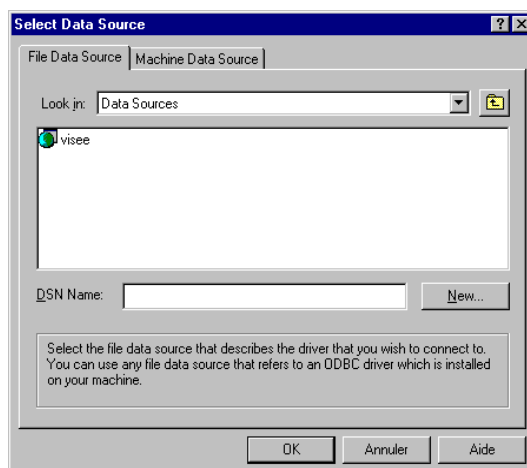 Select Data Source
File Data Source
Machine Data Source
Look in:
Data Sources
visee
DSN Name:
New...
Select the file data source that describes the driver that you wish to connect to.
You can use any file data source that refers to an ODBC driver which is installed
on your machine.
OK
Annuler
Aide